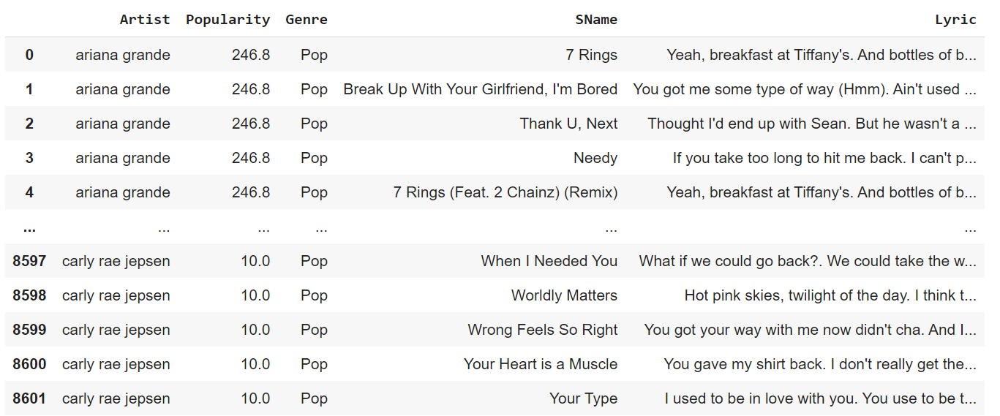 Artist Popularity Genre SName Lyric
0 ariana grande 246.8 Pop 7 Rings Yeah, breakfast at Tiffany's. And bottles of b...
1 ariana grande 246.8 Pop Break Up With Your Girlfriend, I'm Bored You got me some type of way (Hmm). Ain't used ...
2 ariana grande 246.8 Pop Thank U, Next Thought I'd end up with Sean. But he wasn't a ...
3 ariana grande 246.8 Pop Needy If you take too long to hit me back. I can't p...
4 ariana grande 246.8 Pop 7 Rings (Feat. 2 Chainz) (Remix) Yeah, breakfast at Tiffany's. And bottles of b...
... ... ... ... ... ...
8597 carly rae jepsen 10.0 Pop When I Needed You What if we could go back?. We could take the w...
8598 carly rae jepsen 10.0 Pop Worldly Matters Hot pink skies, twilight of the day. I think t...
8599 carly rae jepsen 10.0 Pop Wrong Feels So Right You got your way with me now didn't cha. And I...
8600 carly rae jepsen 10.0 Pop Your Heart is a Muscle You gave my shirt back. I don't really get the...
8601 carly rae jepsen 10.0 Pop Your Type I used to be in love with you. You use to be t...